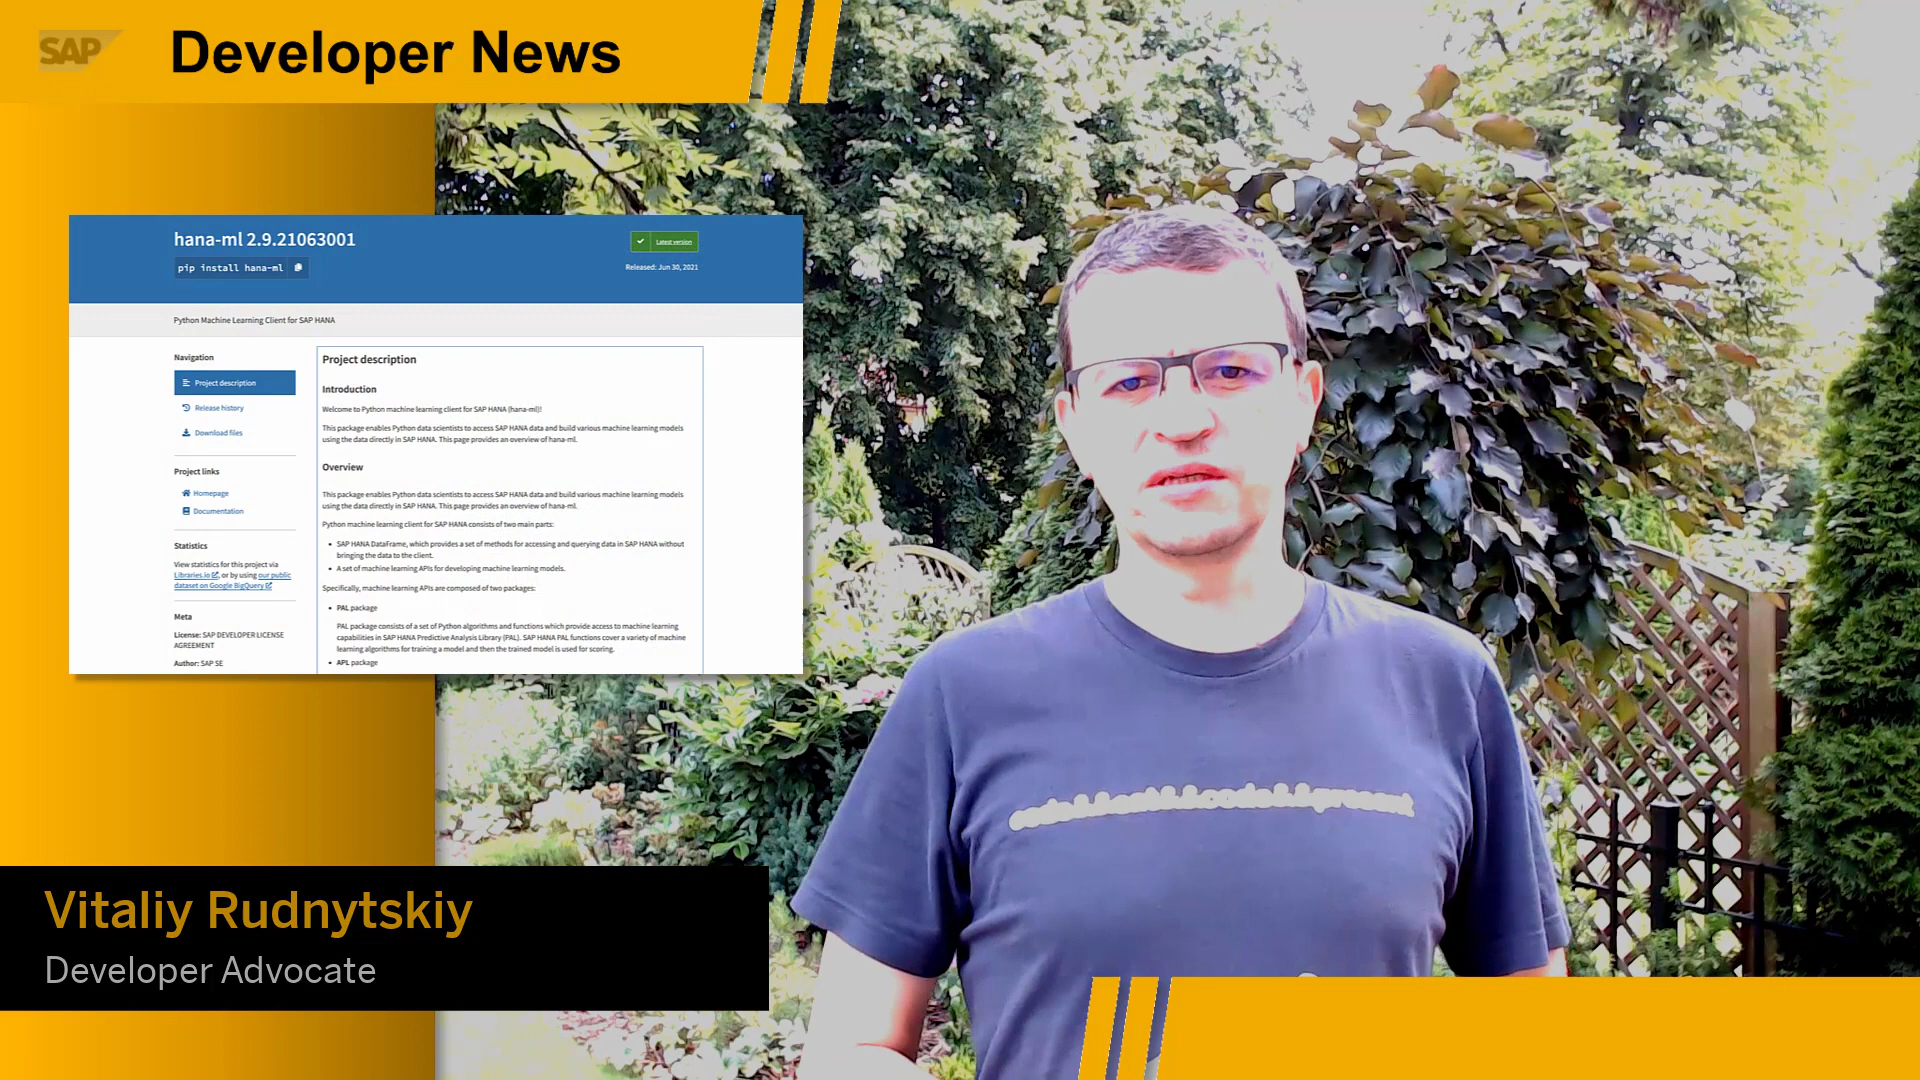 SAP
Developer News
hana-ml 2.9.21063001
pip install hana-ml
Latest version
Released: Jun 30, 2021
Python Machine Learning Client for SAP HANA
Navigation
Project description
Release history
Download files
Project links
Homepage
Documentation
Statistics
View statistics for this project via
Libraries.io, or by using our public
dataset on Google BigQuery
Meta
License: SAP DEVELOPER LICENSE
AGREEMENT
Author: SAP SE
Project description
Introduction
Welcome to Python machine learning client for SAP HANA (hana-ml)!
This package enables Python data scientists to access SAP HANA data and build various machine learning models
using the data directly in SAP HANA. This page provides an overview of hana-ml.
Overview
This package enables Python data scientists to access SAP HANA data and build various machine learning models
using the data directly in SAP HANA. This page provides an overview of hana-ml.
Python machine learning client for SAP HANA consists of two main parts:
• SAP HANA DataFrame, which provides a set of methods for accessing and querying data in SAP HANA without
bringing the data to the client.
• A set of machine learning APIs for developing machine learning models.
Specifically, machine learning APIs are composed of two packages:
• PAL package
PAL package consists of a set of Python algorithms and functions which provide access to machine learning
capabilities in SAP HANA Predictive Analysis Library (PAL). SAP HANA PAL functions cover a variety of machine
learning algorithms for training a model and then the trained model is used for scoring.
• APL package
Vitaliy Rudnytskiy
Developer Advocate